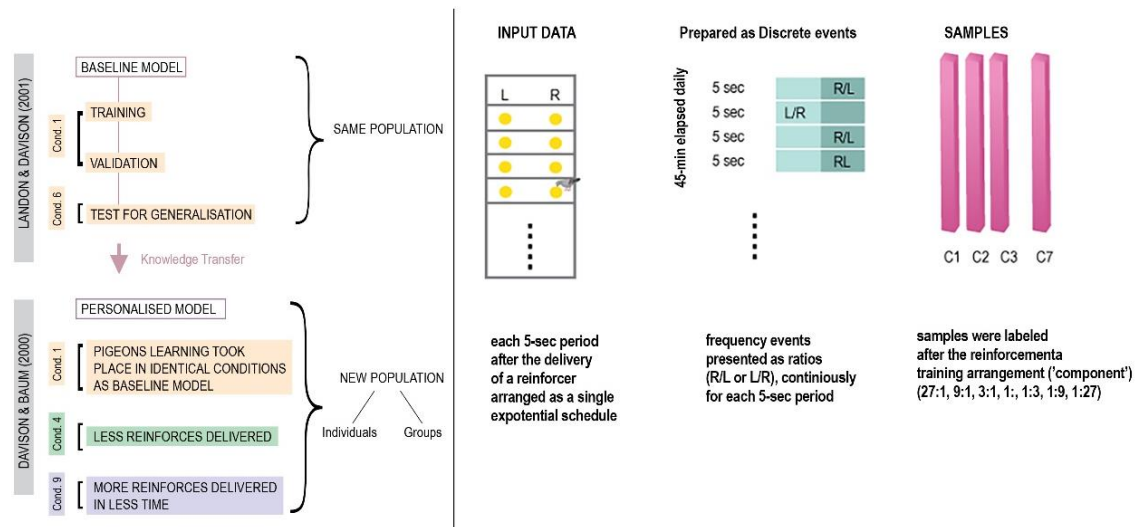 LANDON & DAVISON (2001)
BASELINE MODEL
Cond. 1
TRAINING
VALIDATION
Cond. 6
TEST FOR GENERALISATION
SAME POPULATION
Knowledge Transfer
DAVISON & BAUM (2000)
PERSONALISED MODEL
Cond. 1
PIGEONS LEARNING TOOK
PLACE IN IDENTICAL CONDITIONS
AS BASELINE MODEL
Cond. 4
LESS REINFORCES DELIVERED
Cond. 9
MORE REINFORCES DELIVERED
IN LESS TIME
NEW POPULATION
Individuals Groups
INPUT DATA
L R
each 5-sec period
after the delivery
of a reinforcer
arranged as a single
expotential schedule
Prepared as Discrete events
45-min elapsed daily
5 sec R/L
5 sec L/R
5 sec R/L
5 sec RL
frequency events
presented as ratios
(R/L or L/R), continiously
for each 5-sec period
SAMPLES
C1 C2 C3 C7
samples were labeled
after the reinforcementa
training arrangement ('component')
(27:1, 9:1, 3:1, 1:, 1:3, 1:9, 1:27)